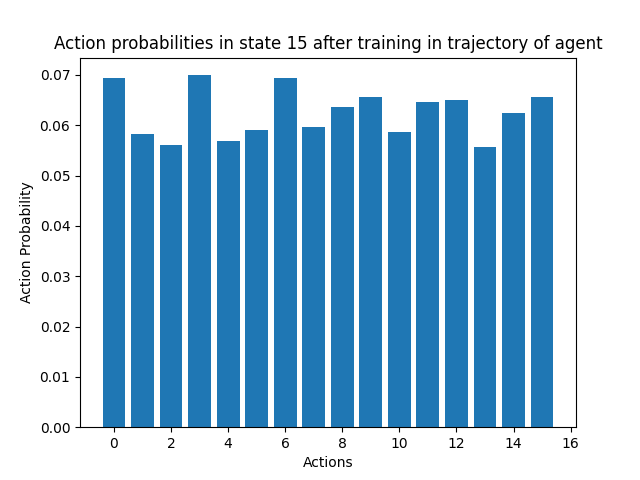 Action probabilities in state 15 after training in trajectory of agent
0.07
0.06
0.05
0.04
0.03
0.02
0.01
0.00
Action Probability
0 2 4 6 8 10 12 14 16
Actions